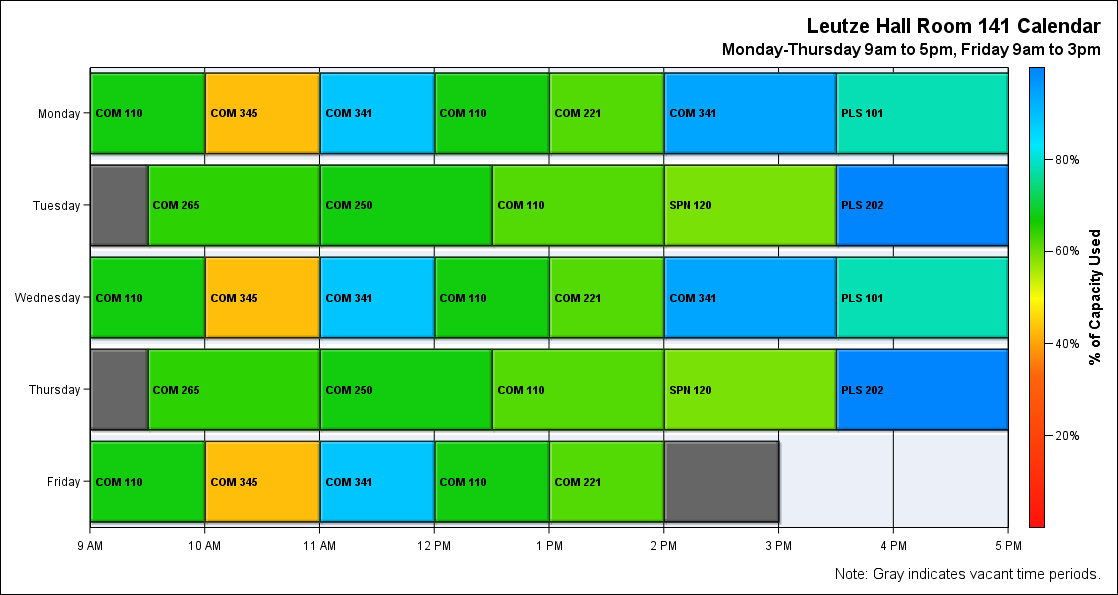 Leutze Hall Room 141 Calendar
Monday-Thursday 9am to 5pm, Friday 9am to 3pm
Monday COM 110 COM 345 COM 341 COM 110 COM 221 COM 341 PLS 101
Tuesday COM 265 COM 250 COM 110 SPN 120 PLS 202
Wednesday COM 110 COM 345 COM 341 COM 110 COM 221 COM 341 PLS 101
Thursday COM 265 COM 250 COM 110 SPN 120 PLS 202
Friday COM 110 COM 345 COM 341 COM 110 COM 221
9 AM 10 AM 11 AM 12 PM 1 PM 2 PM 3 PM 4 PM 5 PM
80%
60%
40%
20%
% of Capacity Used
Note: Gray indicates vacant time periods.